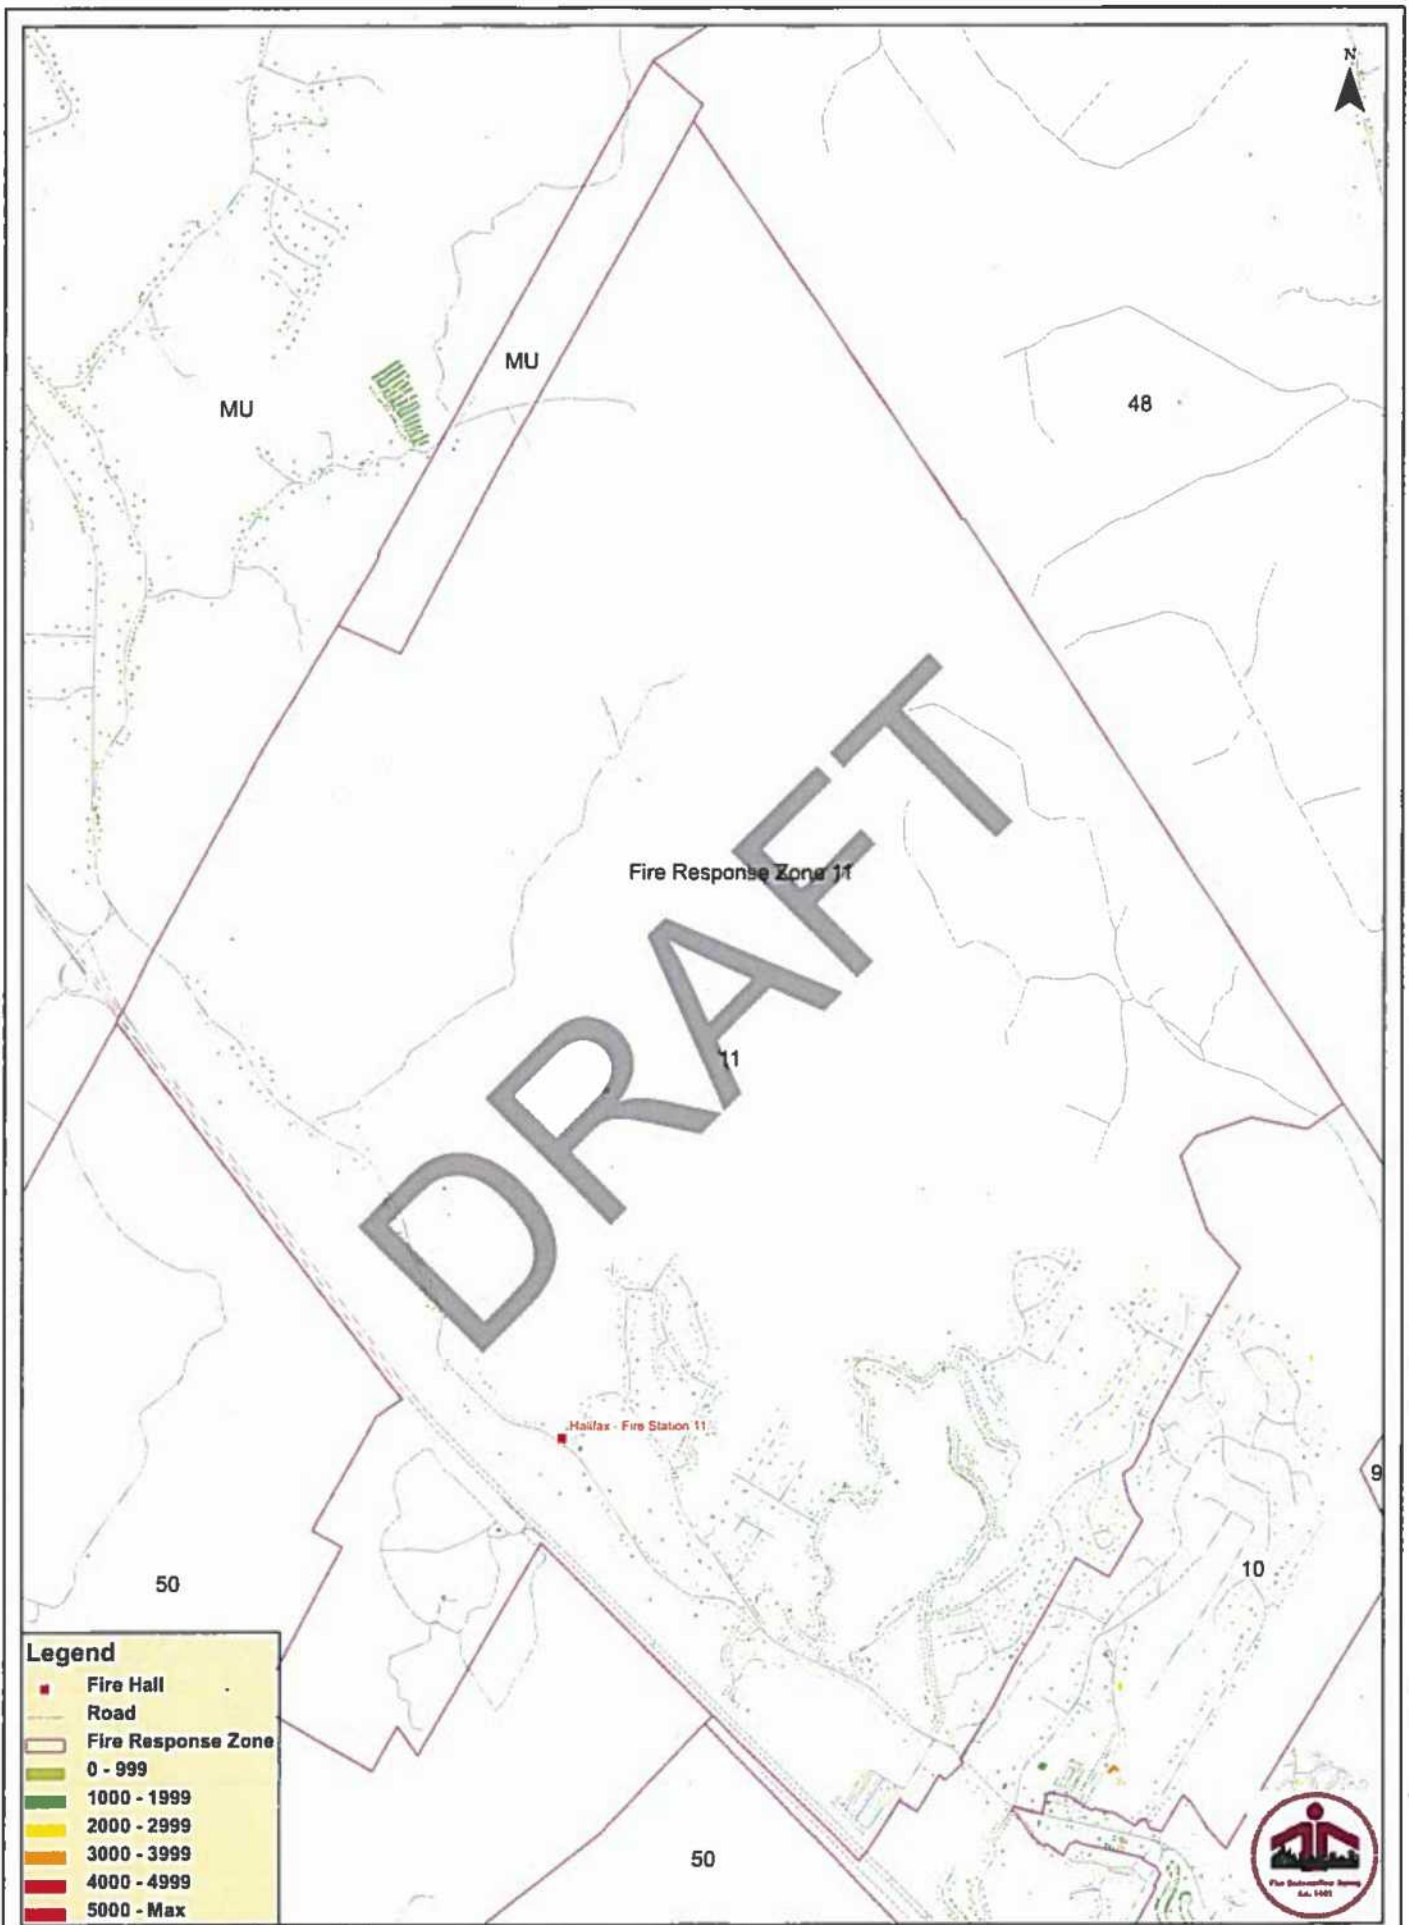 N
MU
MU
48
Fire Response Zone 11
DRAFT
11
Halifax - Fire Station 11
9
50
10
50
Legend
Fire Hall
Road
Fire Response Zone
0 - 999
1000 - 1999
2000 - 2999
3000 - 3999
4000 - 4999
5000 - Max